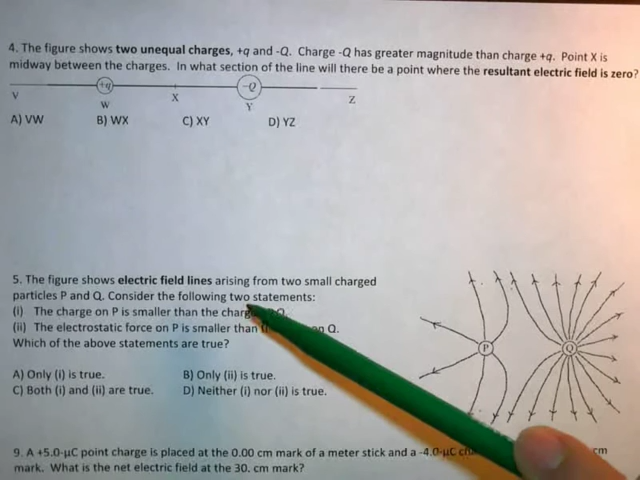 4. The figure shows two unequal charges, +q and -Q. Charge -Q has greater magnitude than charge +q. Point X is
midway between the charges. In what section of the line will there be a point where the resultant electric field is zero?
+q -Q
V W X Y Z
A) VW B) WX C) XY D) YZ
5. The figure shows electric field lines arising from two small charged
particles P and Q. Consider the following two statements:
(i) The charge on P is smaller than the charge Q.
(ii) The electrostatic force on P is smaller than on Q.
Which of the above statements are true?
P Q
A) Only (i) is true. B) Only (ii) is true.
C) Both (i) and (ii) are true. D) Neither (i) nor (ii) is true.
9. A +5.0-μC point charge is placed at the 0.00 cm mark of a meter stick and a -4.0-μC cm
mark. What is the net electric field at the 30. cm mark?